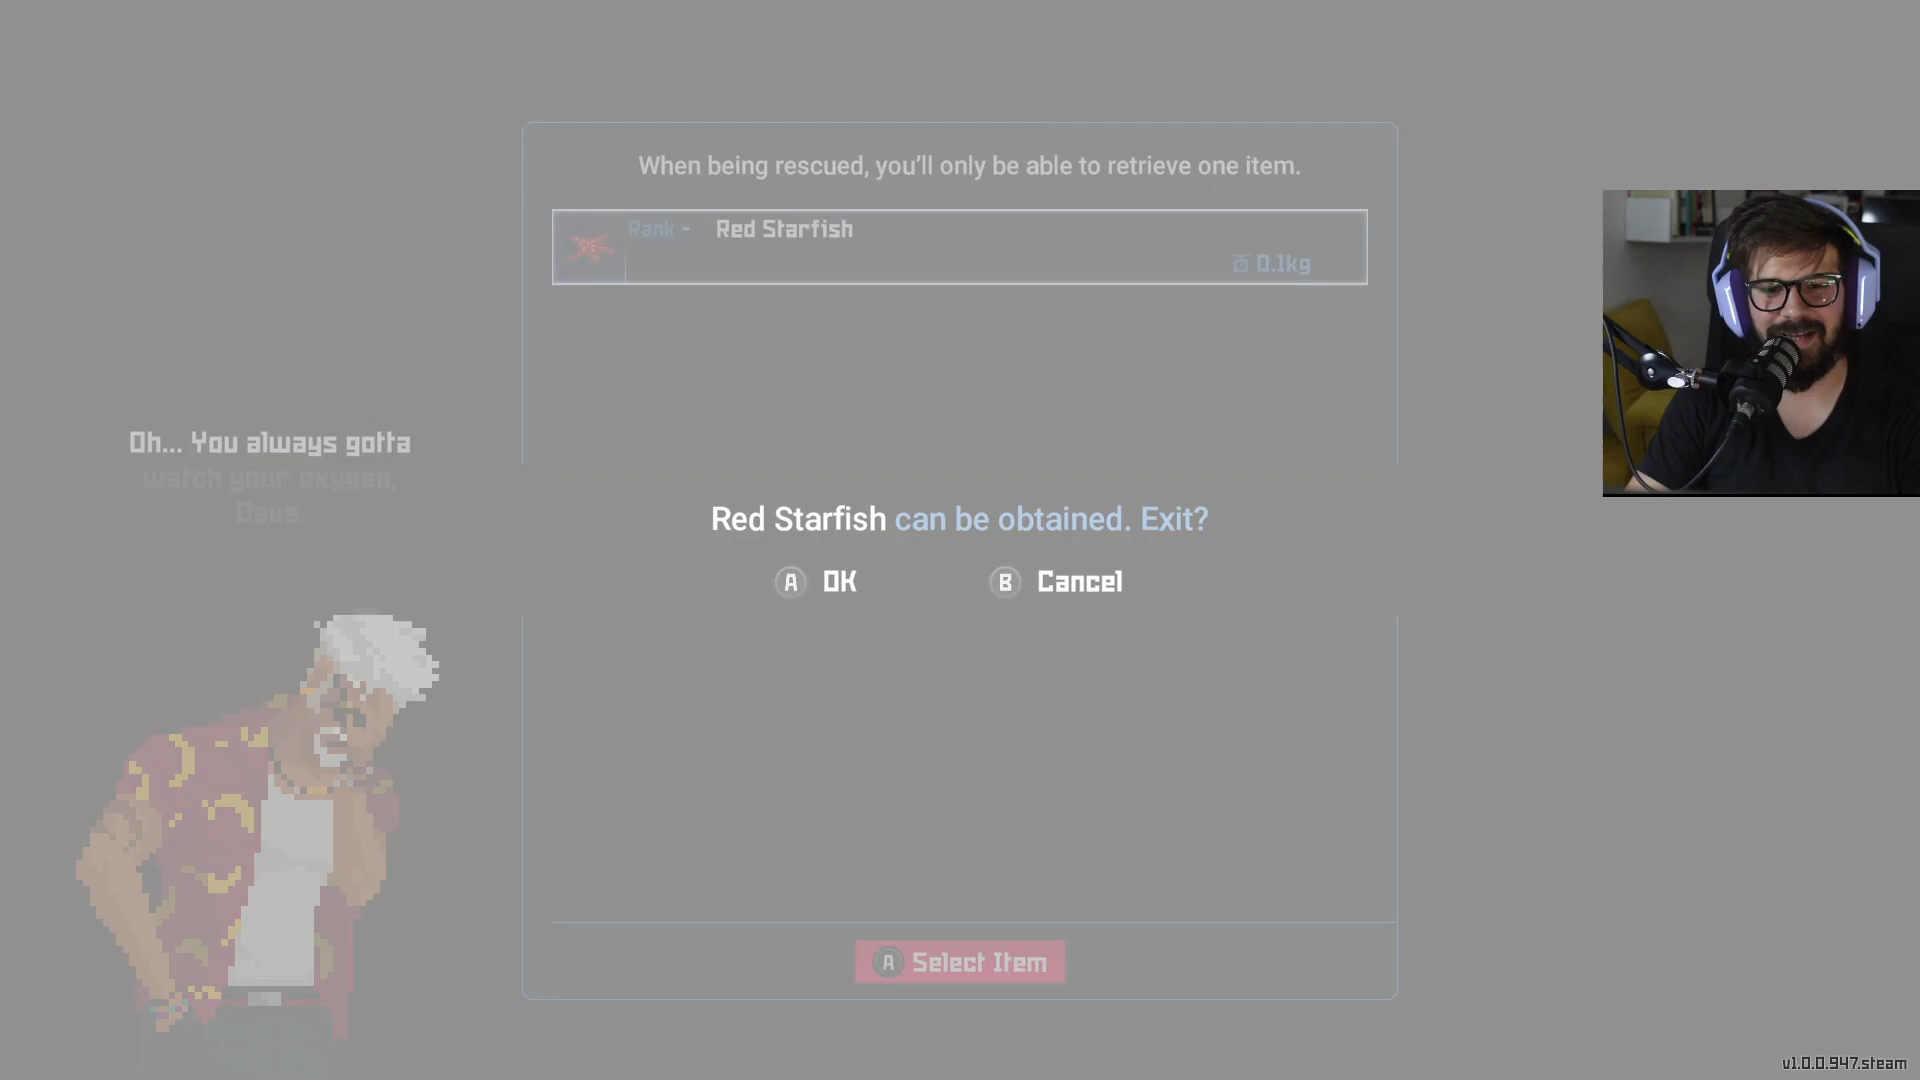 When being rescued, you'll only be able to retrieve one item.
Rank - Red Starfish
0.1kg
Oh... You always gotta
watch your oxygen,
Dave.
Red Starfish can be obtained. Exit?
A OK B Cancel
A Select Item
v1.0.0.947.steam